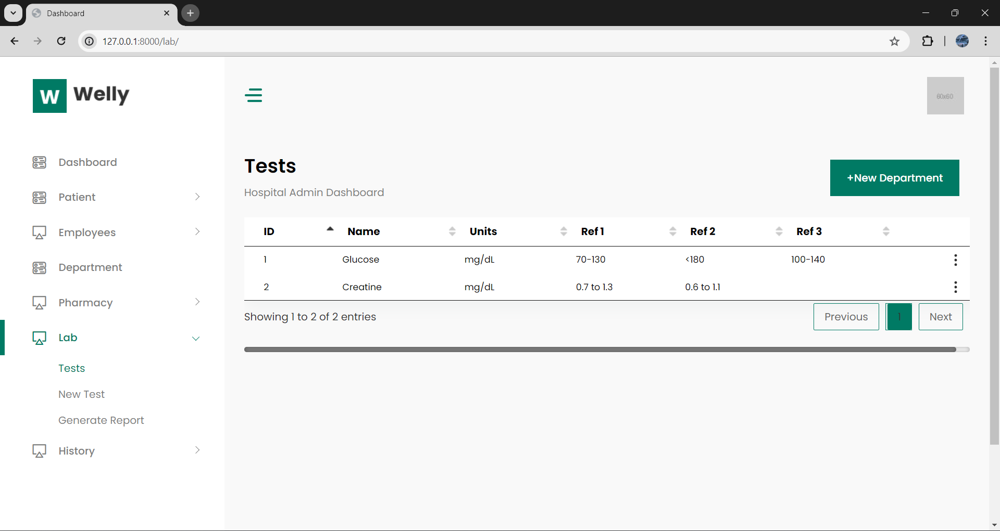 Dashboard
127.0.0.1:8000/lab/
W Welly
60x60
Dashboard
Patient
Employees
Department
Pharmacy
Lab
Tests
New Test
Generate Report
History
Tests
Hospital Admin Dashboard
+New Department
ID Name Units Ref 1 Ref 2 Ref 3
1 Glucose mg/dL 70-130 <180 100-140
2 Creatine mg/dL 0.7 to 1.3 0.6 to 1.1
Showing 1 to 2 of 2 entries
Previous 1 Next